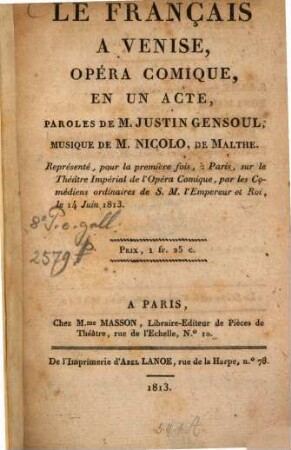 LE FRANÇAIS
A VENISE,
OPÉRA COMIQUE,
EN UN ACTE,
PAROLES DE M. JUSTIN GENSOUL,
MUSIQUE DE M. NICOLO, DE MALTHE.
Représenté, pour la première fois, à Paris, sur le
Théâtre Impérial de l'Opéra Comique, par les Co-
médiens ordinaires de S. M. l'Empereur et Roi,
le 14 Juin 1813.
8° P. o. gall.
2579
PRIX, 1 fr. 25 c.
A PARIS,
Chez M.me MASSON, Libraire-Editeur de Pièces de
Théâtre, rue de l'Echelle, N.° 10.
De l'Imprimerie d'ABEL LANOE, rue de la Harpe, n.° 78.
1813.